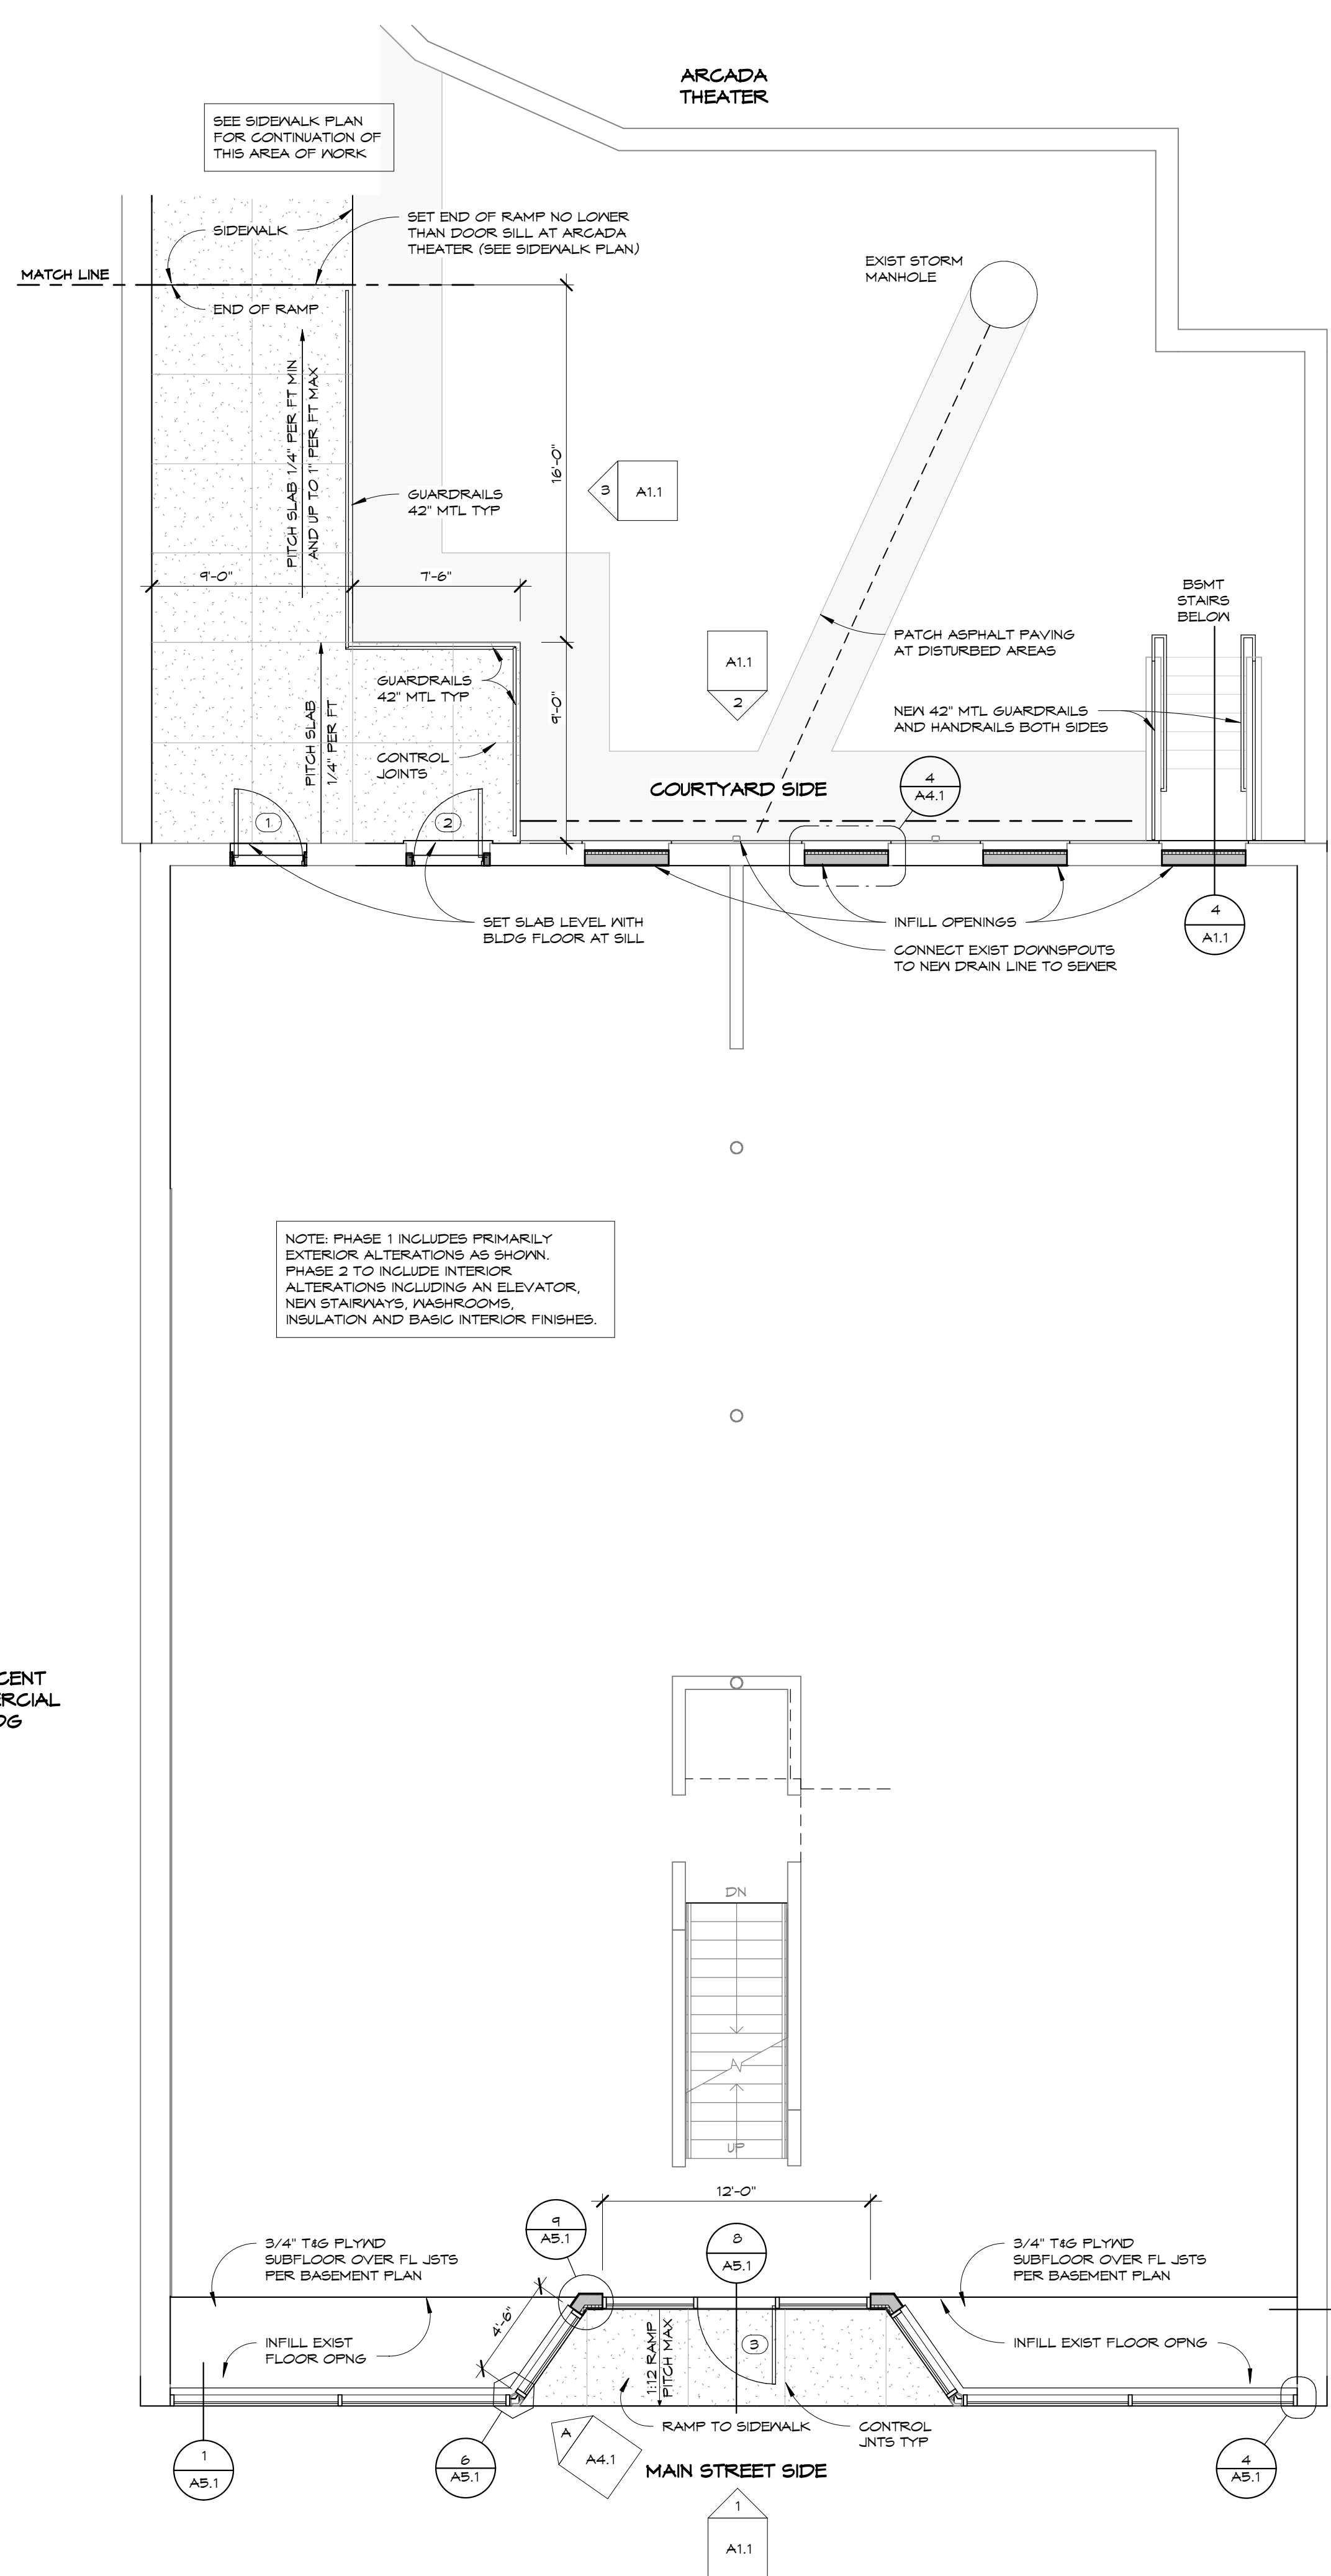 ARCADA
THEATER
SEE SIDEWALK PLAN
FOR CONTINUATION OF
THIS AREA OF WORK
SIDEWALK
SET END OF RAMP NO LOWER
THAN DOOR SILL AT ARCADA
THEATER (SEE SIDEWALK PLAN)
EXIST STORM
MANHOLE
MATCH LINE
END OF RAMP
PITCH SLAB 1/4" PER FT MIN
AND UP TO 1" PER FT MAX
16'-0"
3
A1.1
GUARDRAILS
42" MTL TYP
9'-0"
7'-6"
BSMT
STAIRS
BELOW
PATCH ASPHALT PAVING
AT DISTURBED AREAS
A1.1
2
GUARDRAILS
42" MTL TYP
9'-0"
NEW 42" MTL GUARDRAILS
AND HANDRAILS BOTH SIDES
PITCH SLAB
1/4" PER FT
CONTROL
JOINTS
COURTYARD SIDE
4
A4.1
1
2
SET SLAB LEVEL WITH
BLDG FLOOR AT SILL
INFILL OPENINGS
4
A1.1
CONNECT EXIST DOWNSPOUTS
TO NEW DRAIN LINE TO SEWER
NOTE: PHASE 1 INCLUDES PRIMARILY
EXTERIOR ALTERATIONS AS SHOWN.
PHASE 2 TO INCLUDE INTERIOR
ALTERATIONS INCLUDING AN ELEVATOR,
NEW STAIRWAYS, WASHROOMS,
INSULATION AND BASIC INTERIOR FINISHES.
CENT
ERCIAL
DG
DN
UP
12'-0"
9
A5.1
8
A5.1
3/4" T&G PLYWD
SUBFLOOR OVER FL JSTS
PER BASEMENT PLAN
3/4" T&G PLYWD
SUBFLOOR OVER FL JSTS
PER BASEMENT PLAN
4'-6"
INFILL EXIST
FLOOR OPNG
1:12 RAMP
PITCH MAX
3
INFILL EXIST FLOOR OPNG
RAMP TO SIDEWALK
CONTROL
JNTS TYP
1
A5.1
6
A5.1
A
A4.1
MAIN STREET SIDE
4
A5.1
1
A1.1